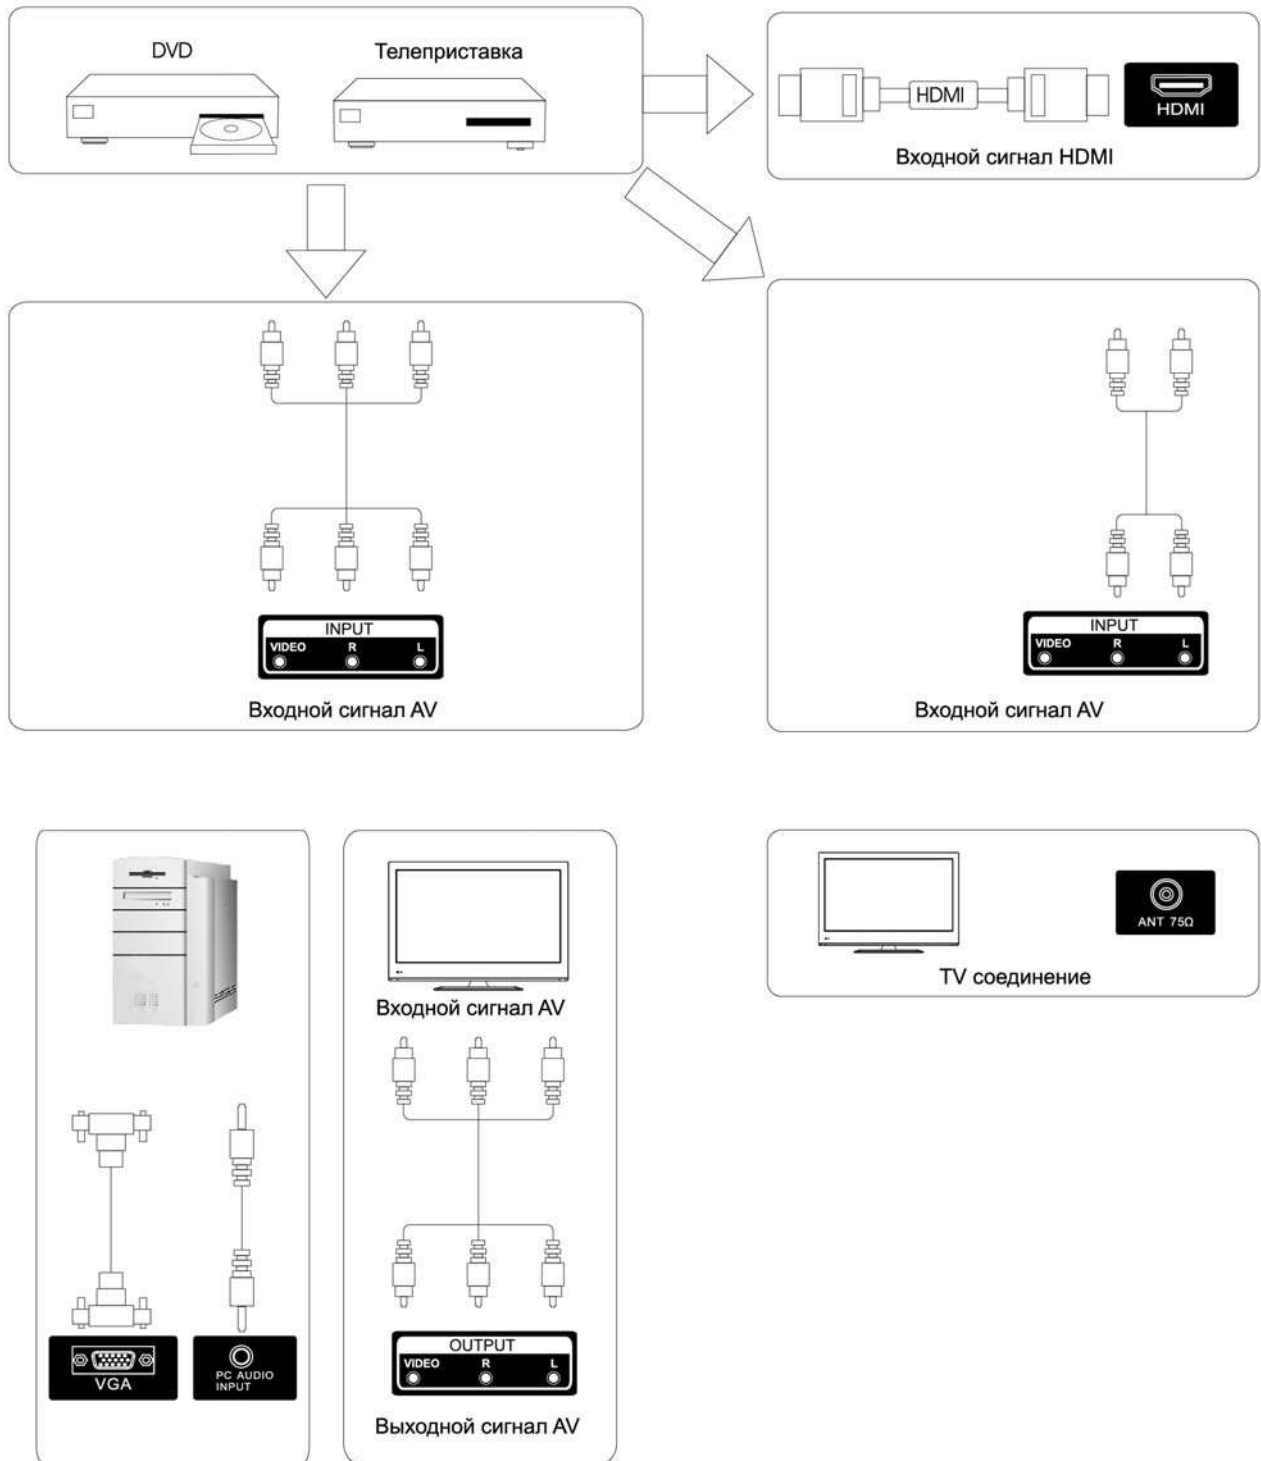 DVD
Телеприставка
HDMI
HDMI
Входной сигнал HDMI
INPUT
VIDEO R L
Входной сигнал AV
INPUT
VIDEO R L
Входной сигнал AV
Входной сигнал AV
ANT 75Ω
TV соединение
VGA
PC AUDIO
INPUT
OUTPUT
VIDEO R L
Выходной сигнал AV